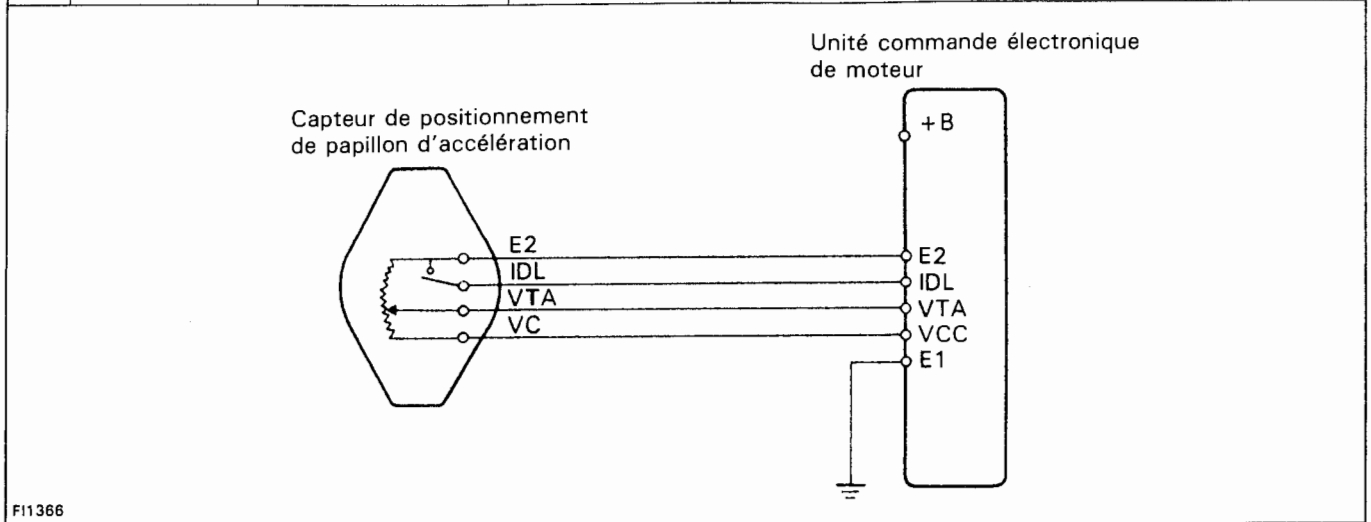 Unité commande électronique
de moteur
Capteur de positionnement
de papillon d'accélération
+B
E2
IDL
VTA
VC
E2
IDL
VTA
VCC
E1
FI1366